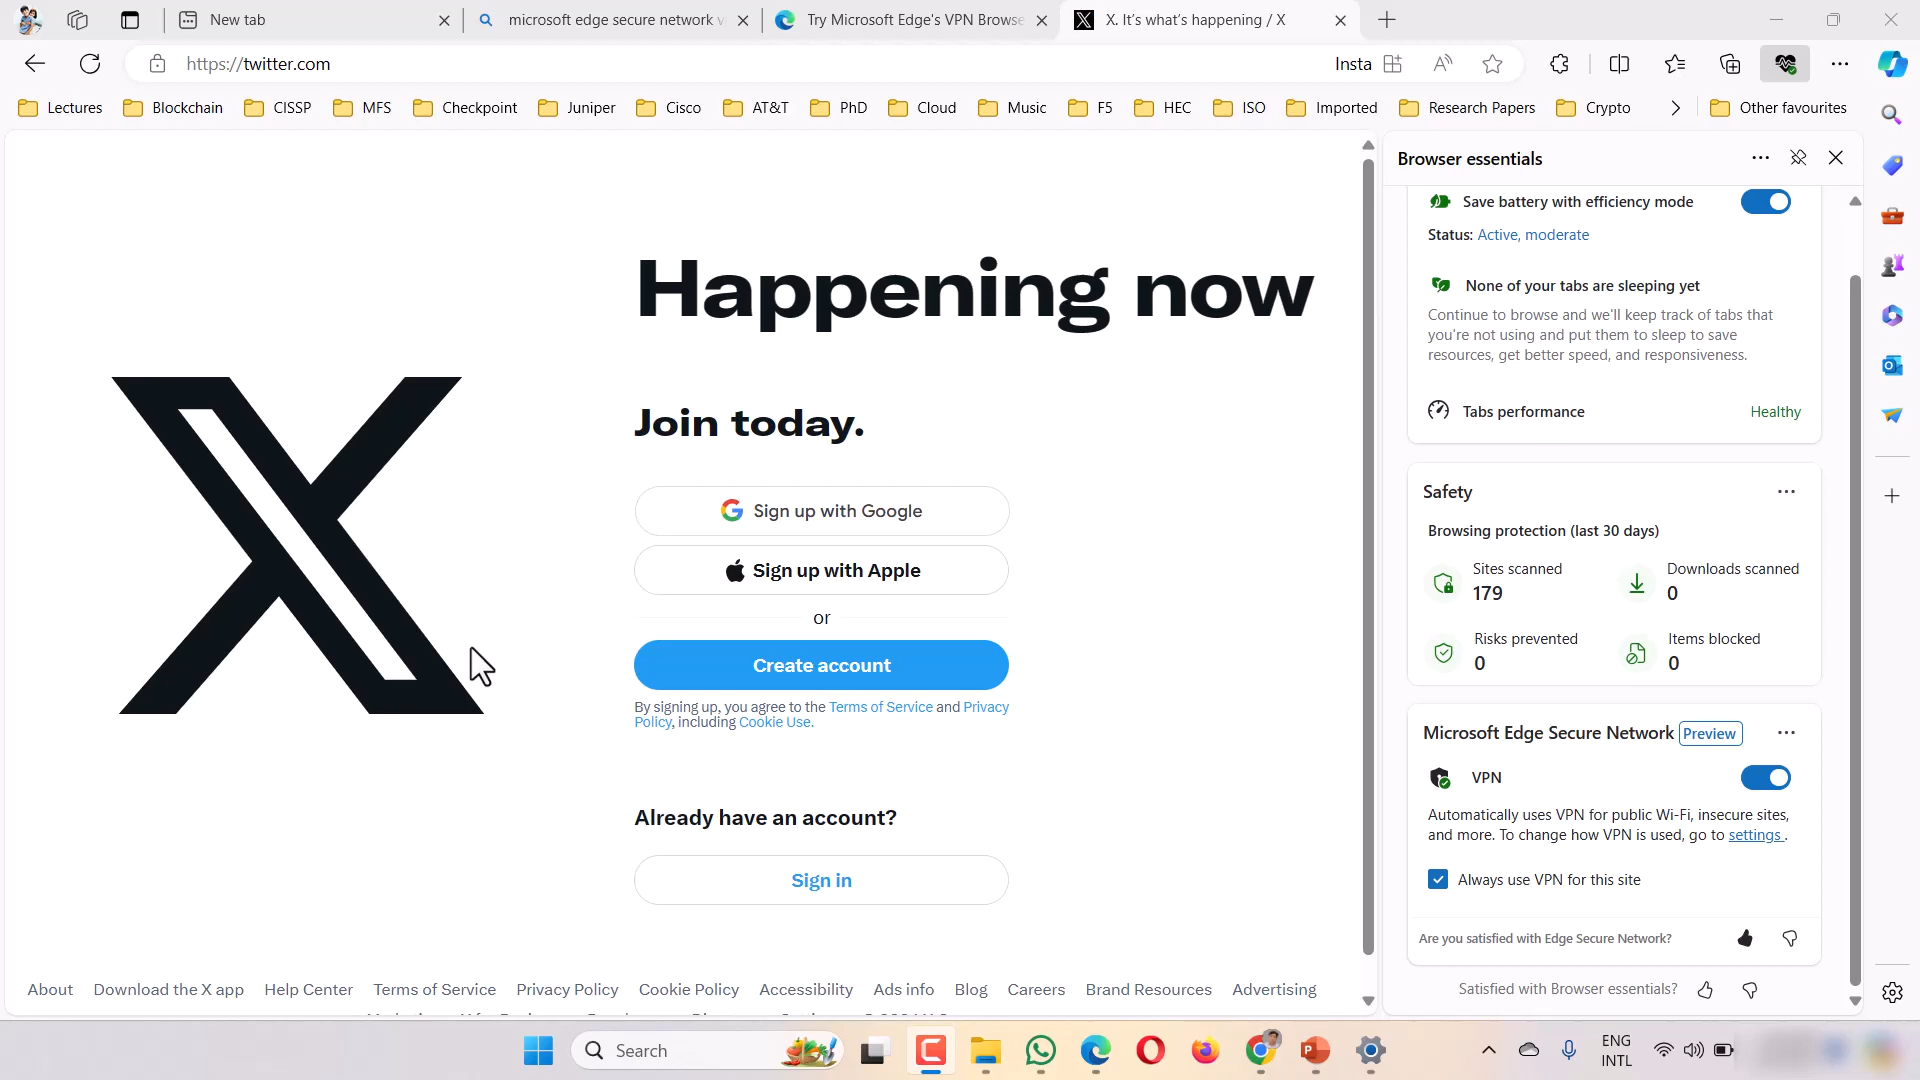 New tab
microsoft edge secure network v
Try Microsoft Edge's VPN Browse
X. It's what's happening / X
https://twitter.com
Insta
Lectures
Blockchain
CISSP
MFS
Checkpoint
Juniper
Cisco
AT&T
PhD
Cloud
Music
F5
HEC
ISO
Imported
Research Papers
Crypto
Other favourites
Happening now
Join today.
Sign up with Google
Sign up with Apple
or
Create account
By signing up, you agree to the Terms of Service and Privacy
Policy, including Cookie Use.
Already have an account?
Sign in
About
Download the X app
Help Center
Terms of Service
Privacy Policy
Cookie Policy
Accessibility
Ads info
Blog
Careers
Brand Resources
Advertising
Browser essentials
Save battery with efficiency mode
Status: Active, moderate
None of your tabs are sleeping yet
Continue to browse and we'll keep track of tabs that
you're not using and put them to sleep to save
resources, get better speed, and responsiveness.
Tabs performance
Healthy
Safety
Browsing protection (last 30 days)
Sites scanned
179
Downloads scanned
0
Risks prevented
0
Items blocked
0
Microsoft Edge Secure Network Preview
VPN
Automatically uses VPN for public Wi-Fi, insecure sites,
and more. To change how VPN is used, go to settings .
Always use VPN for this site
Are you satisfied with Edge Secure Network?
Satisfied with Browser essentials?
Search
ENG
INTL